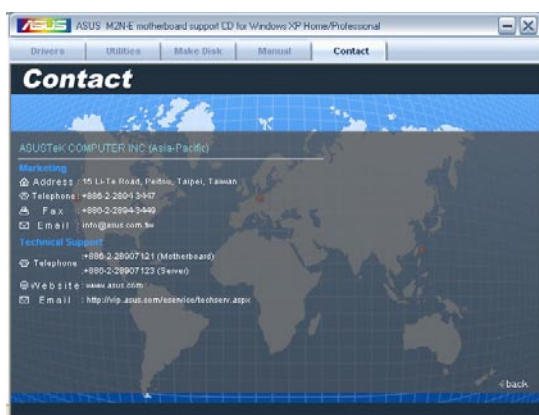 ASUS ASUS M2N-E motherboard support CD for Windows XP Home/Professional
Drivers Utilities Make Disk Manual Contact
Contact
ASUSTeK COMPUTER INC (Asia-Pacific)
Marketing
Address : 15 Li-Te Road, Peitou, Taipei, Taiwan
Telephone : +886-2-2894-3447
Fax : +886-2-2894-3449
Email : info@asus.com.tw
Technical Support
Telephone :+886-2-28907121 (Motherboard)
:+886-2-28907123 (Server)
Website : www.asus.com
Email : http://vip.asus.com/eservice/techserv.aspx
back